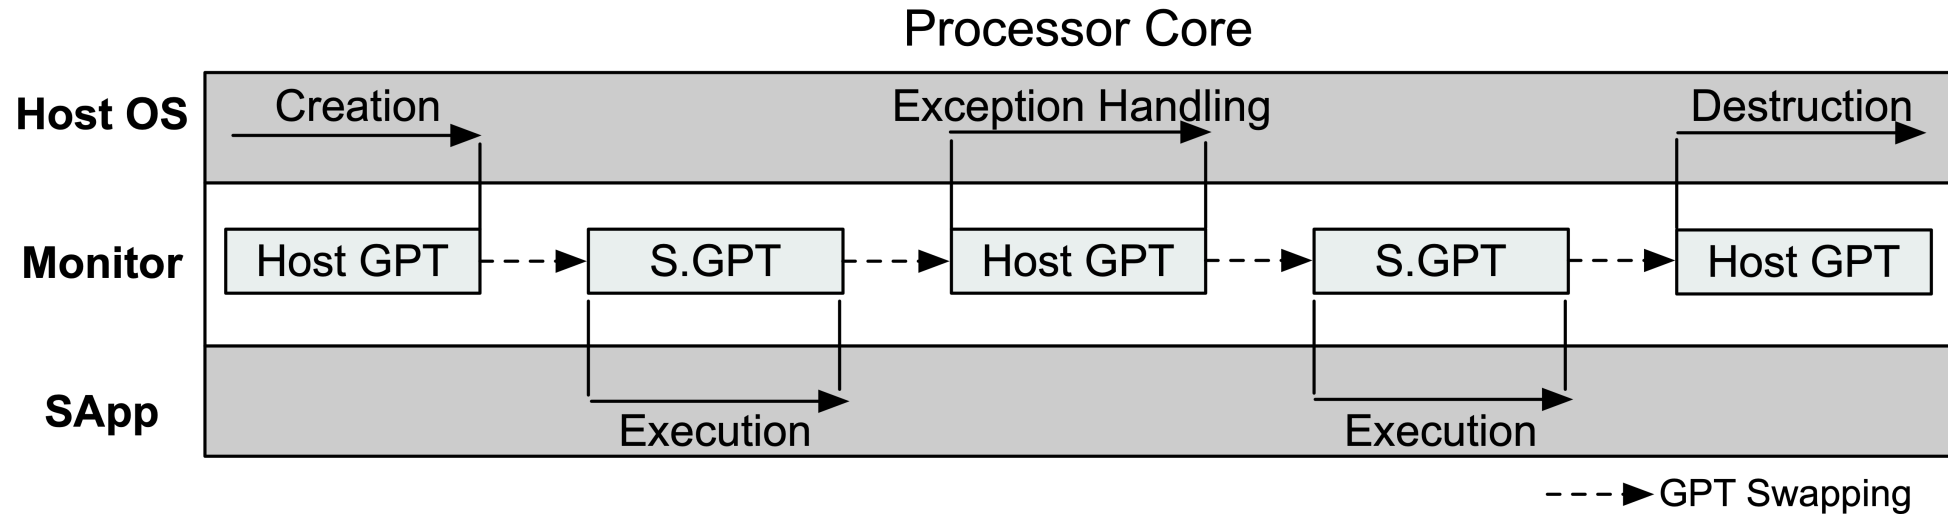 Processor Core
Host OS
Creation
Exception Handling
Destruction
Monitor
Host GPT
S.GPT
Host GPT
S.GPT
Host GPT
SApp
Execution
Execution
GPT Swapping